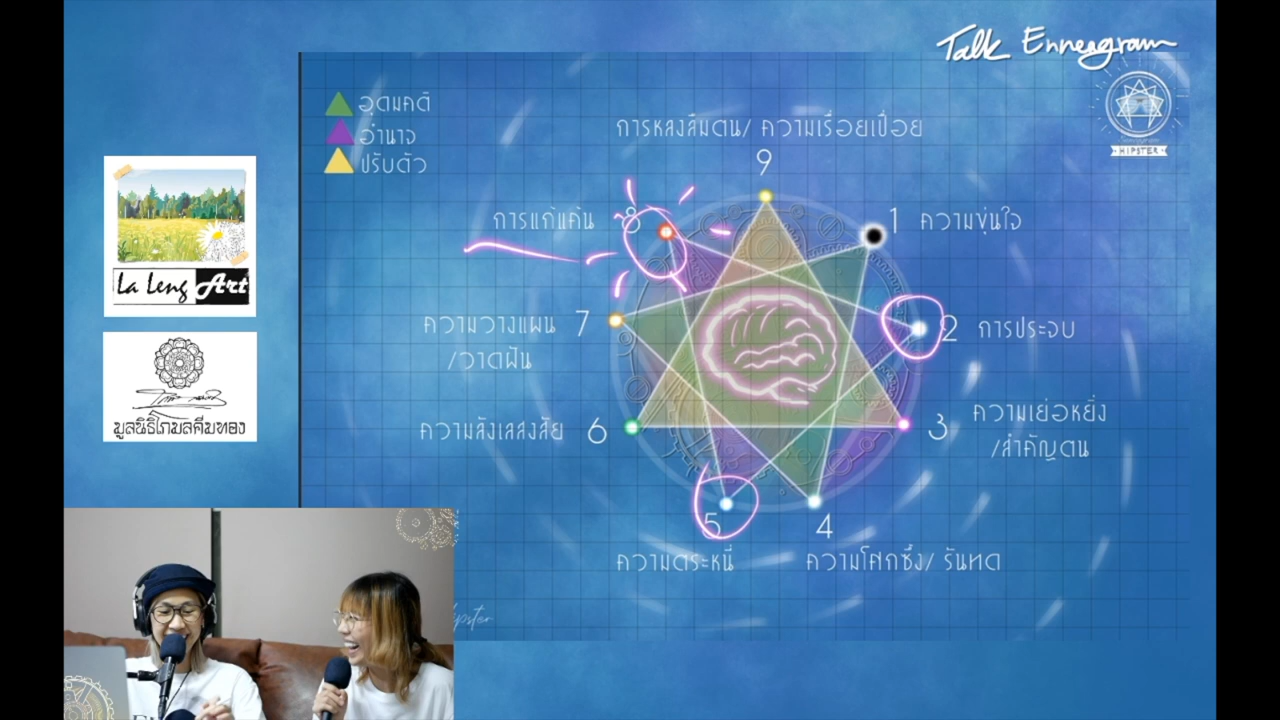 Talk Enneagram
HIPSTER
อุดมคติ
อำนาจ
ปรับตัว
การหลงลืมตน/ ความเรื่อยเปื่อย
9
การแก้แค้น 8
1 ความขุ่นใจ
ความวางแผน 7
/วาดฝัน
2 การประจบ
ความลังเลสงสัย 6
3 ความเย่อหยิ่ง
/สำคัญตน
5
4
ความตระหนี่
ความโศกซึ้ง/ รันทด
La Leng Art
มูลนิธิโกมลคีมทอง